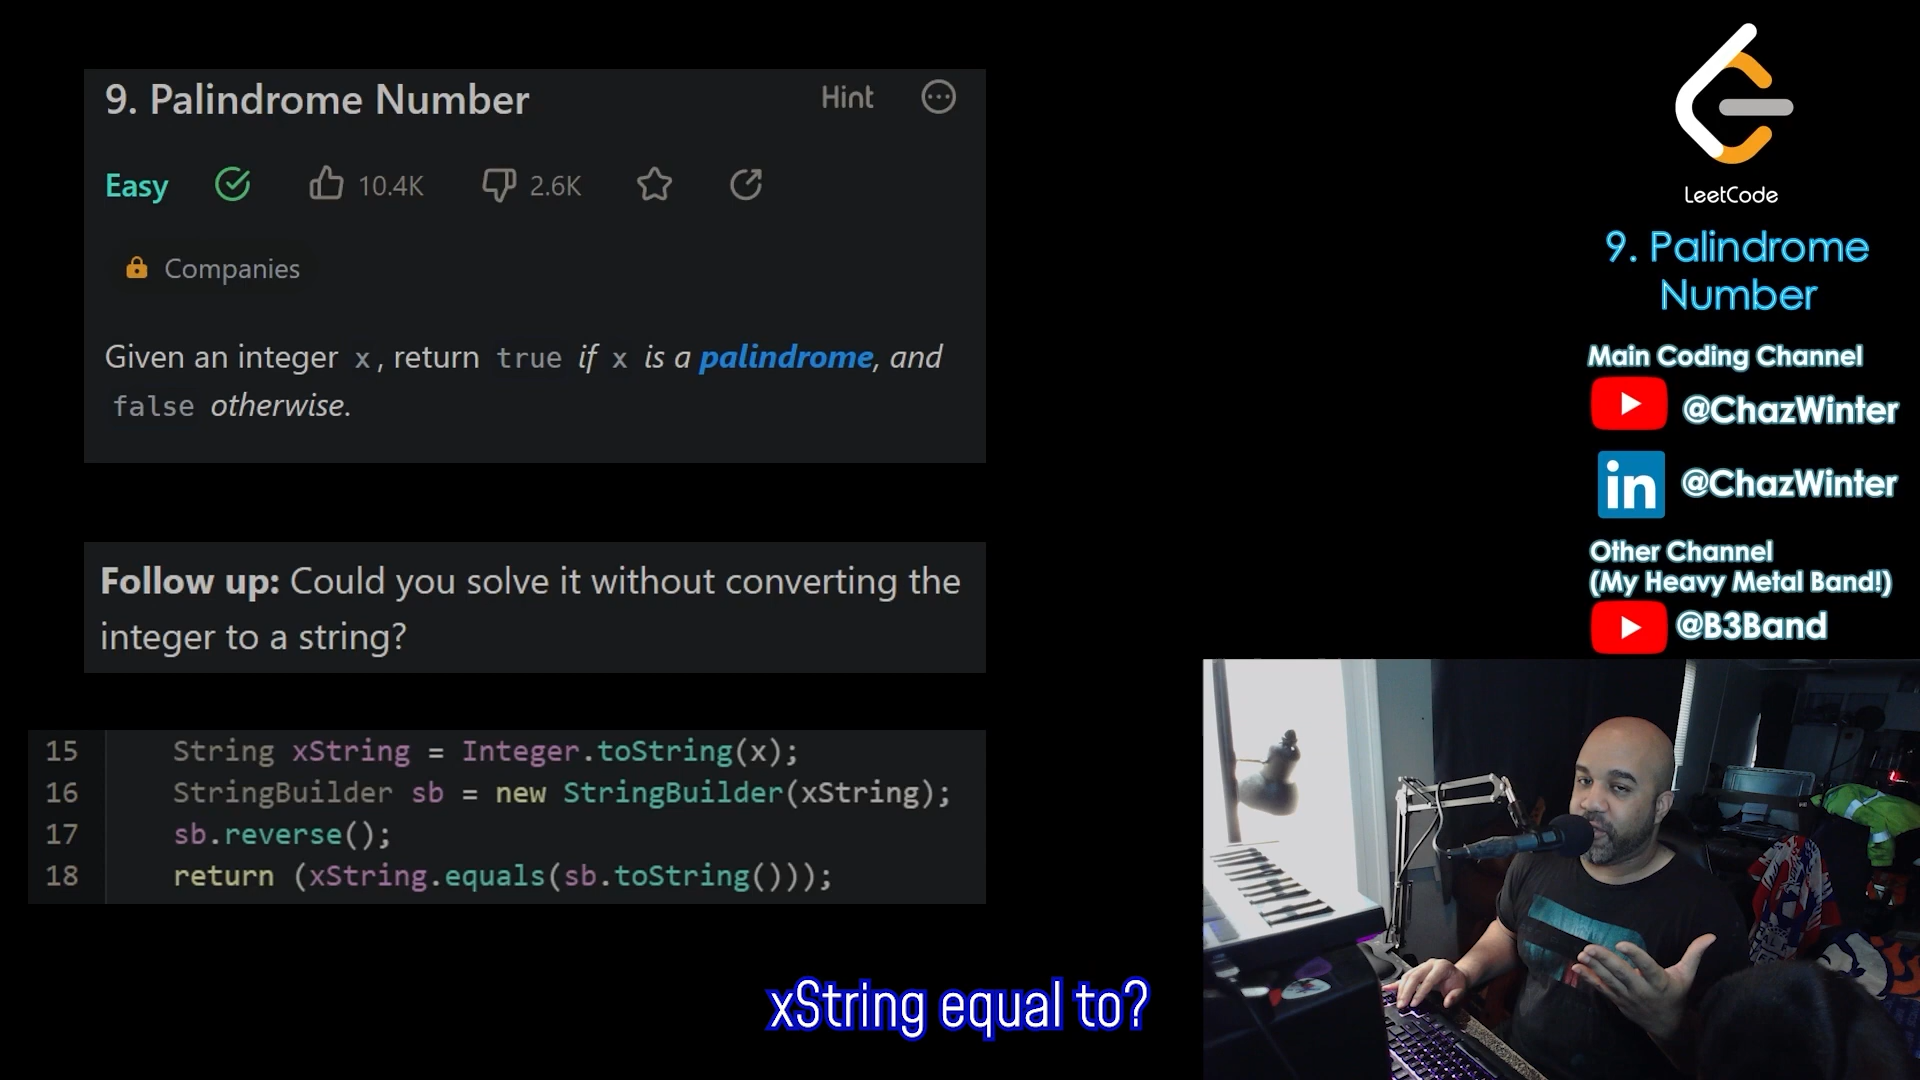 9. Palindrome Number
Hint
Easy
10.4K
2.6K
Companies
Given an integer x, return true if x is a palindrome, and
false otherwise.
Follow up: Could you solve it without converting the
integer to a string?
15 String xString = Integer.toString(x);
16 StringBuilder sb = new StringBuilder(xString);
17 sb.reverse();
18 return (xString.equals(sb.toString()));
xString equal to?
LeetCode
9. Palindrome
Number
Main Coding Channel
@ChazWinter
in @ChazWinter
Other Channel
(My Heavy Metal Band!)
@B3Band